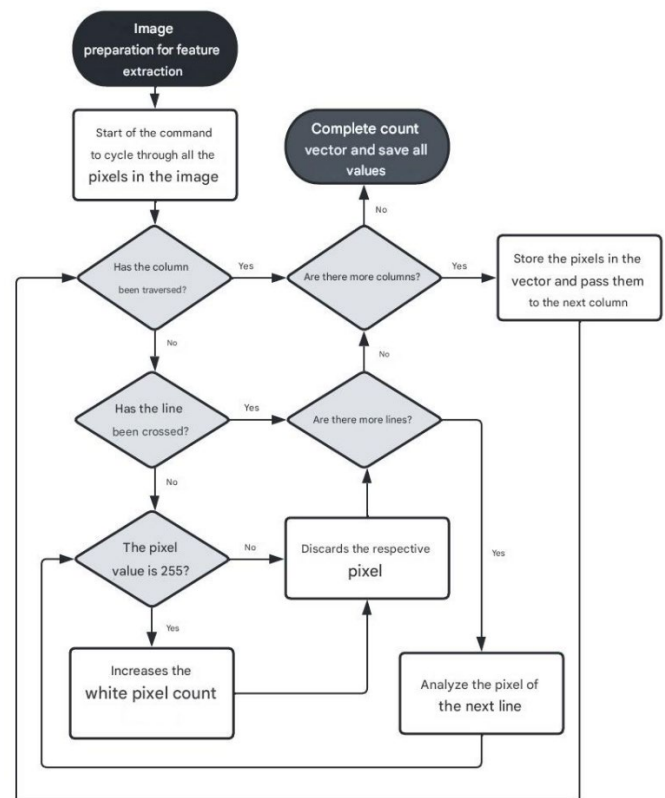 Image
preparation for feature
extraction
Start of the command
to cycle through all the
pixels in the image
Complete count
vector and save all
values
No
Has the column
been traversed?
Yes
Are there more columns?
Yes
Store the pixels in the
vector and pass them
to the next column
No
No
Has the line
been crossed?
Yes
Are there more lines?
No
The pixel
value is 255?
No
Discards the respective
pixel
Yes
Yes
Increases the
white pixel count
Analyze the pixel of
the next line